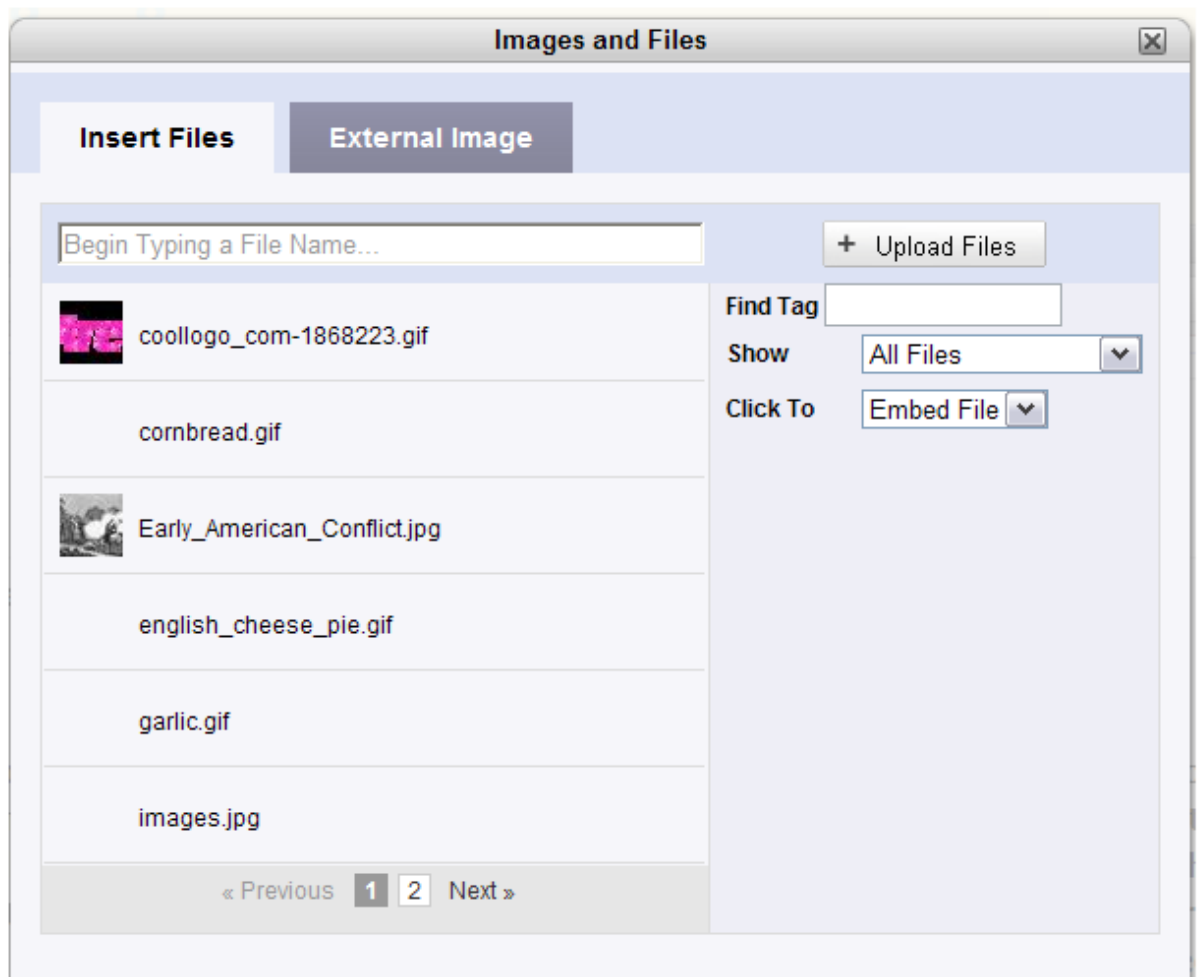 Images and Files
Insert Files
External Image
Begin Typing a File Name...
+ Upload Files
coollogo_com-1868223.gif
cornbread.gif
Early_American_Conflict.jpg
english_cheese_pie.gif
garlic.gif
images.jpg
« Previous 1 2 Next »
Find Tag
Show All Files
Click To Embed File